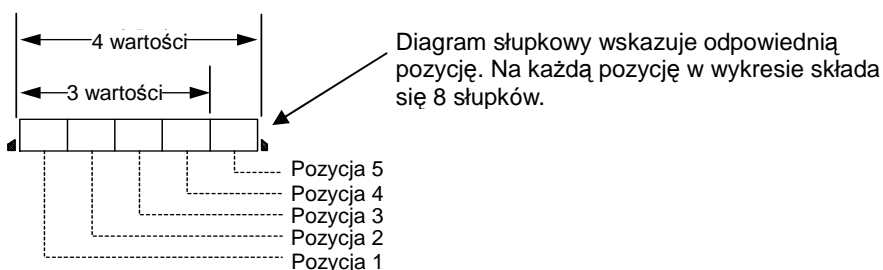 4 wartości
3 wartości
Diagram słupkowy wskazuje odpowiednią
pozycję. Na każdą pozycję w wykresie składa
się 8 słupków.
Pozycja 5
Pozycja 4
Pozycja 3
Pozycja 2
Pozycja 1